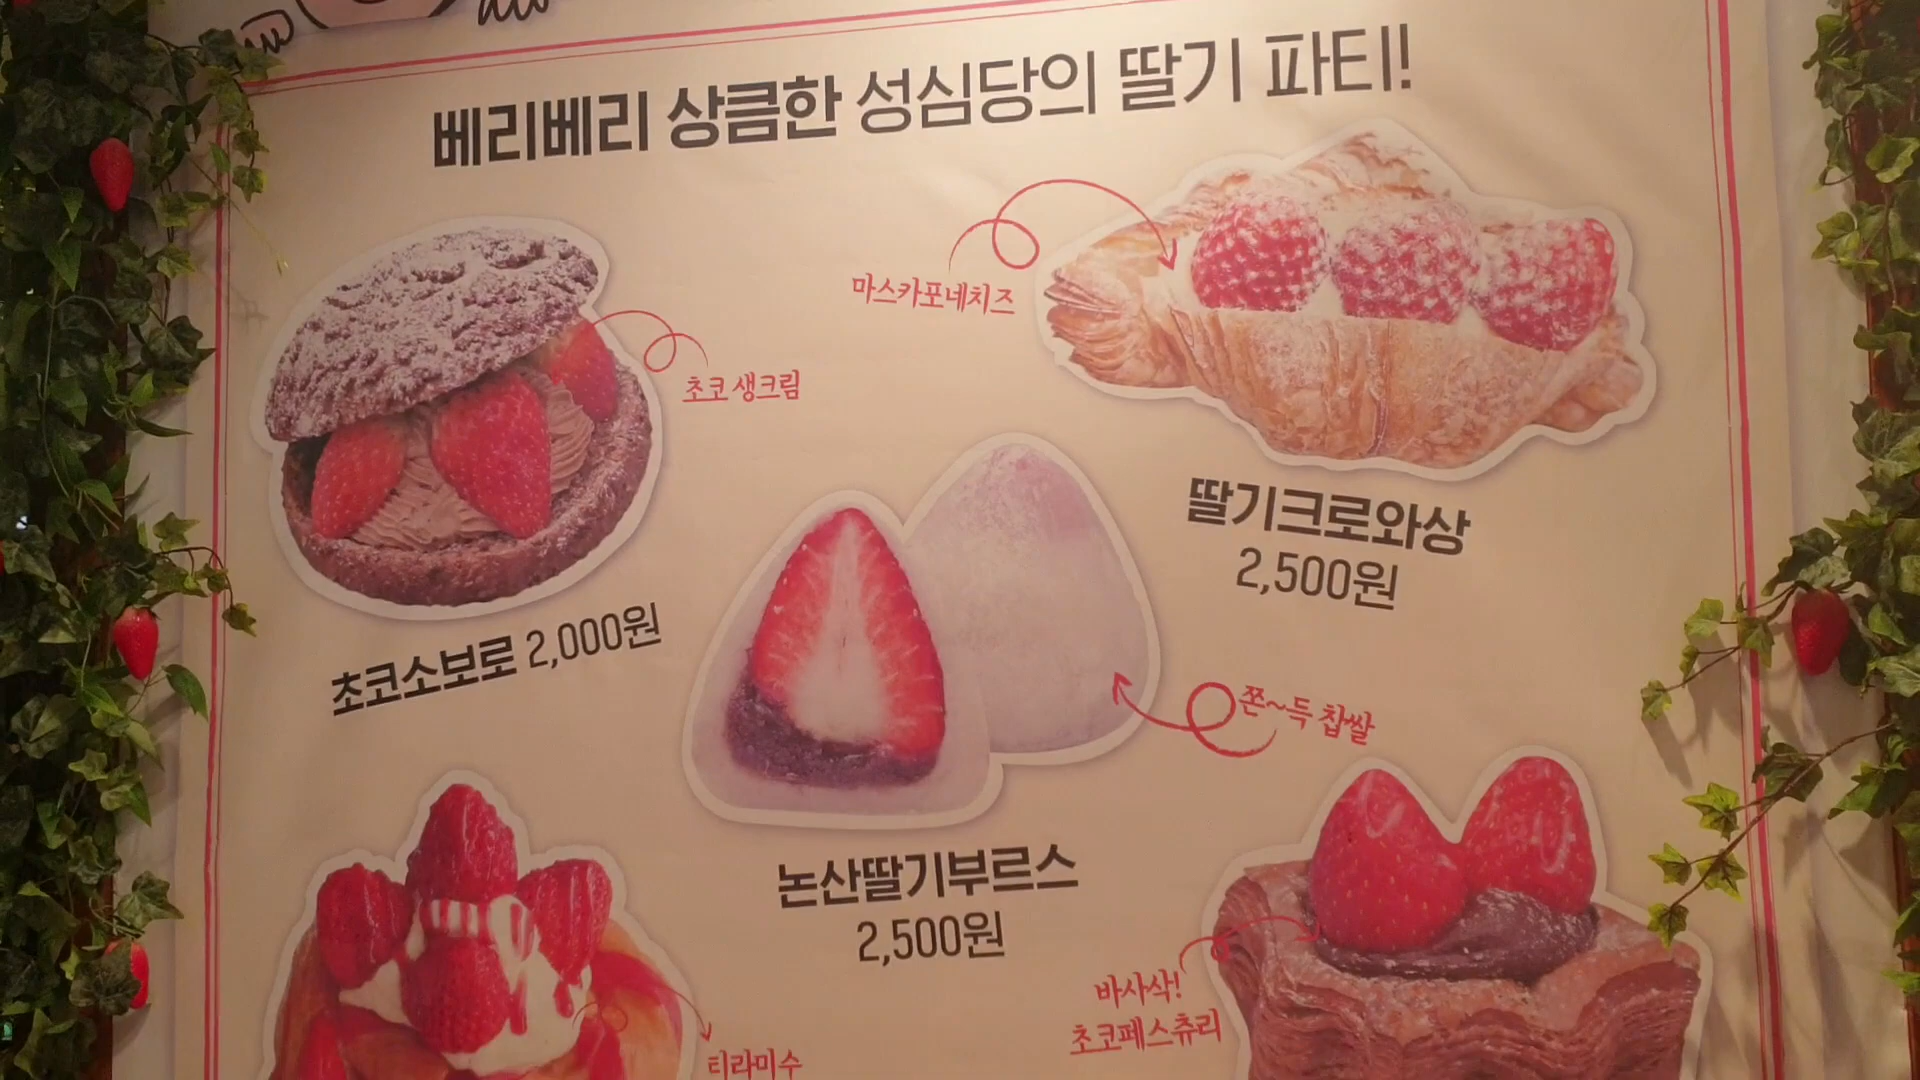 베리베리 상큼한 성심당의 딸기 파티!
마스카포네치즈
초코 생크림
딸기크로와상
2,500원
초코소보로 2,000원
쫀~득 찹쌀
논산딸기부르스
2,500원
바사삭!
초코페스츄리
티라미수